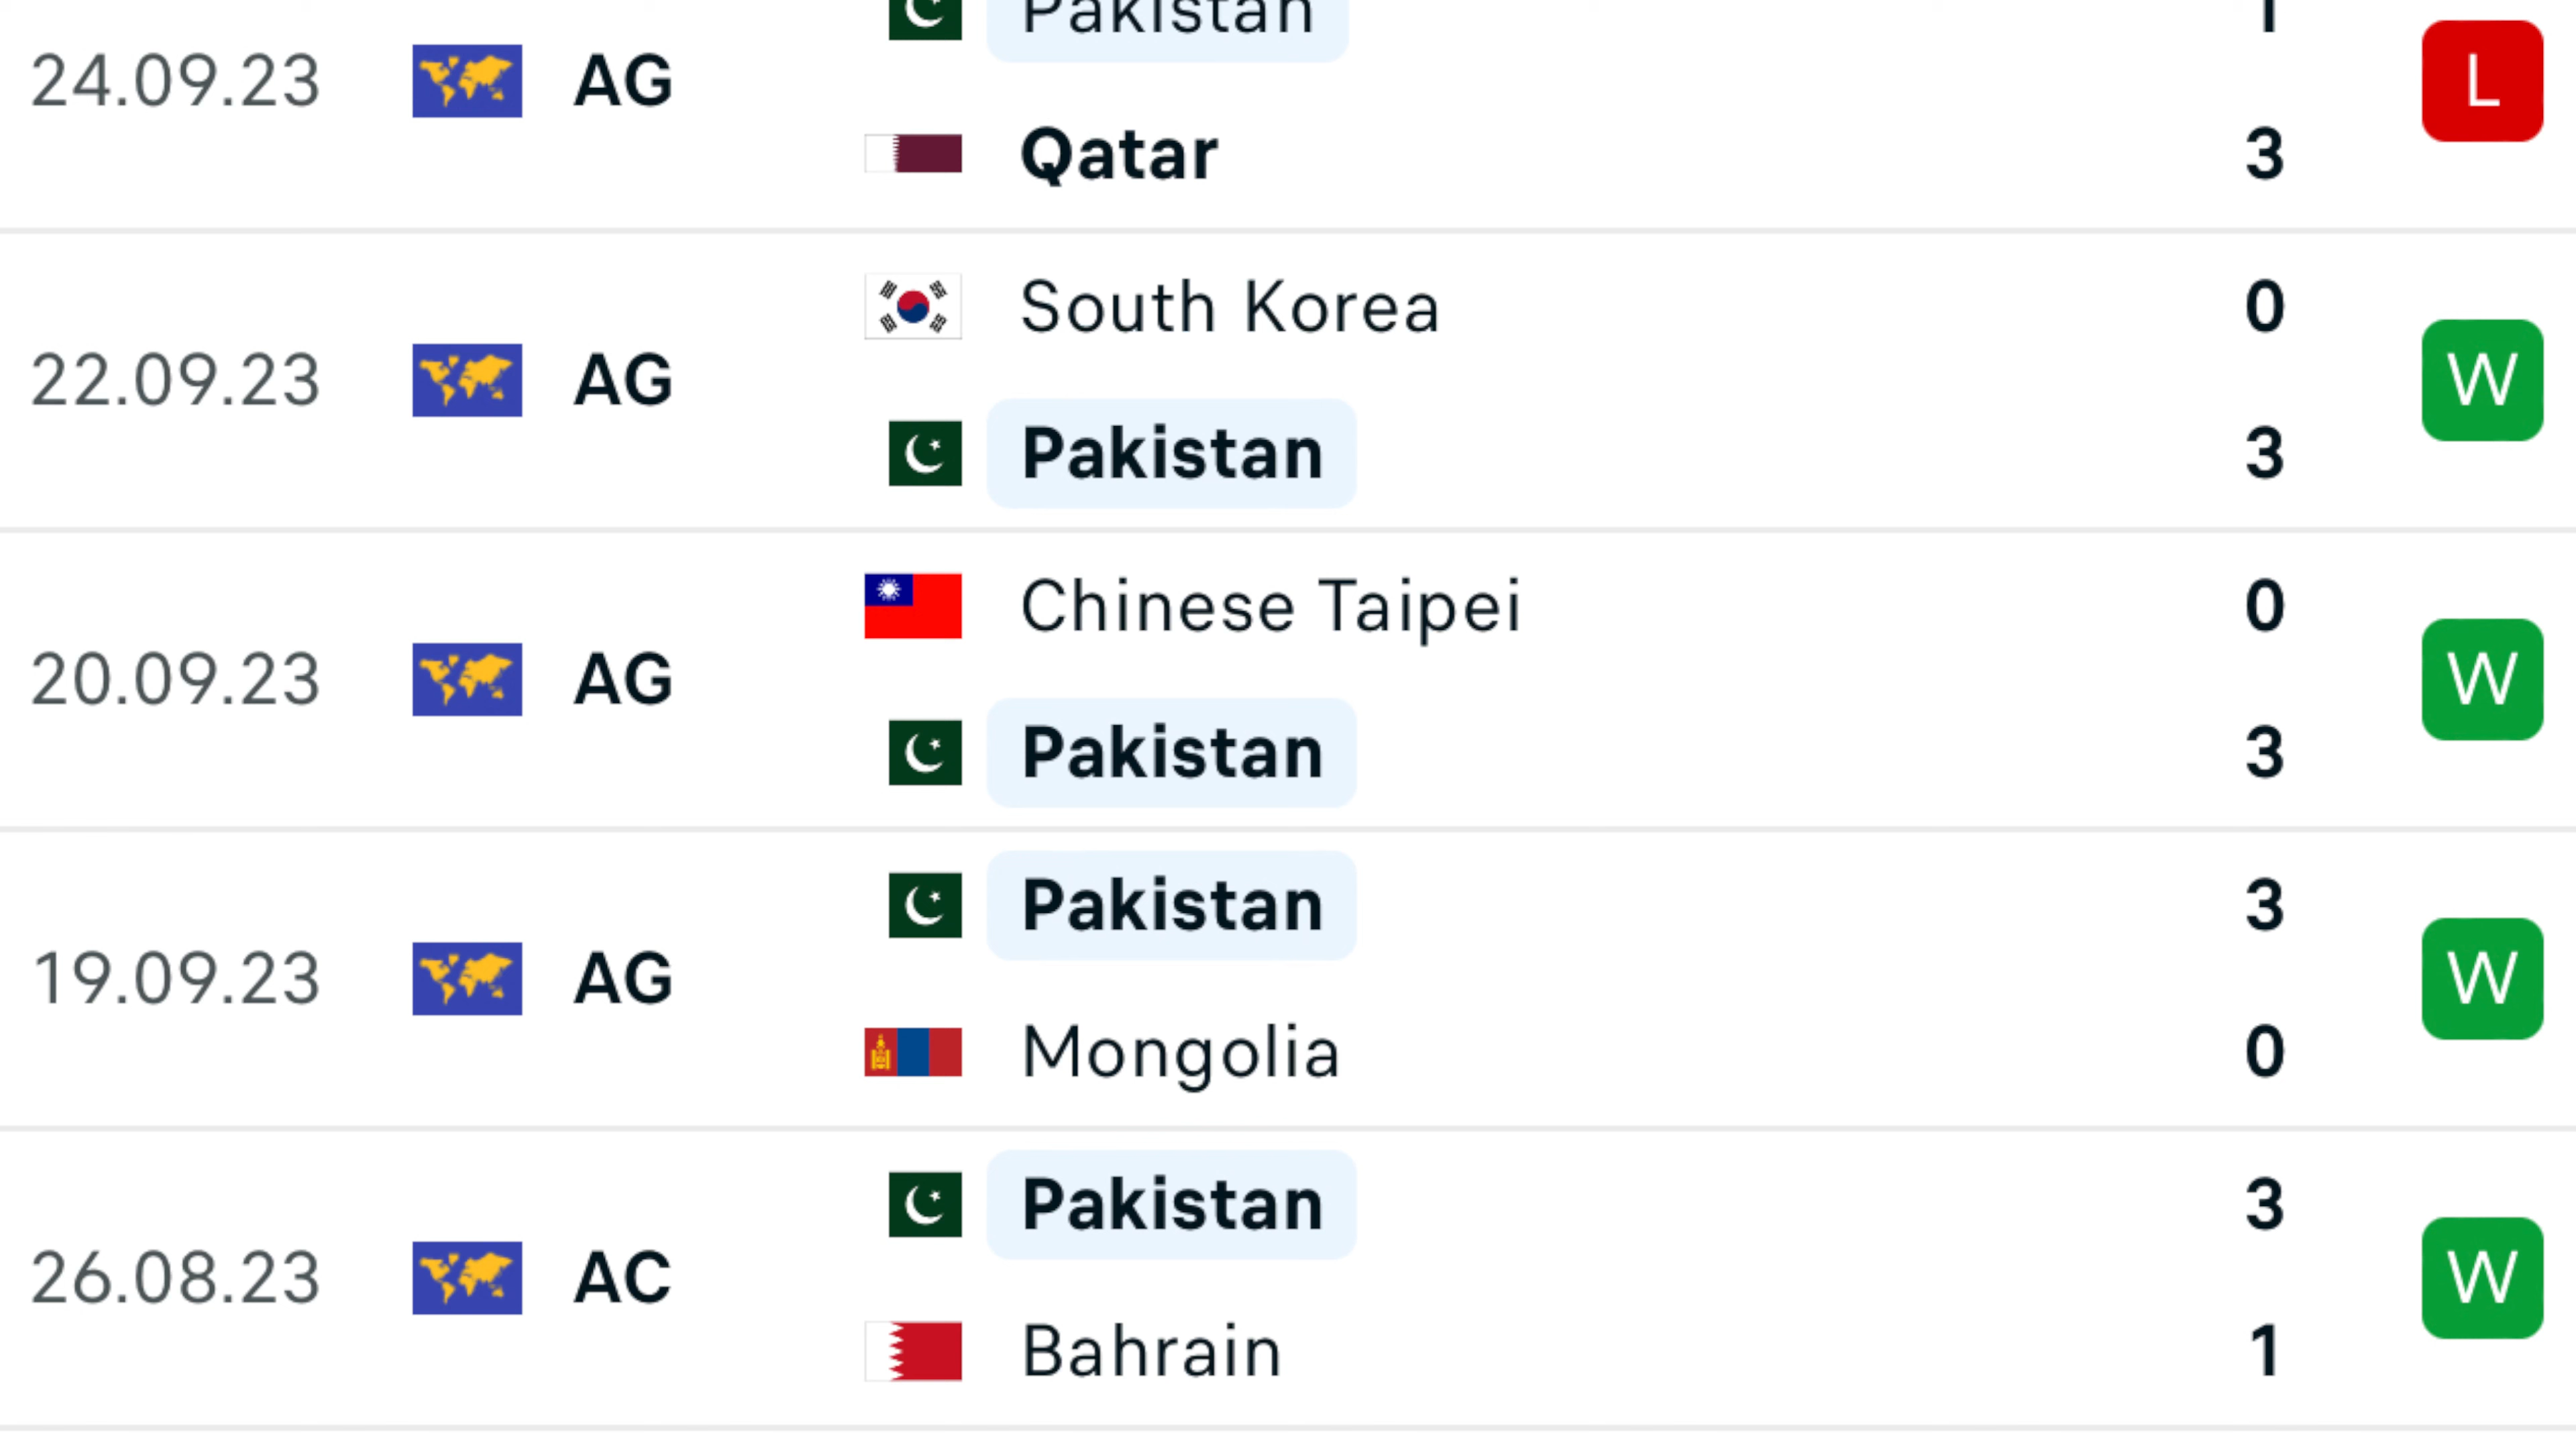 Pakistan 1
24.09.23 AG L
Qatar 3
South Korea 0
22.09.23 AG W
Pakistan 3
Chinese Taipei 0
20.09.23 AG W
Pakistan 3
Pakistan 3
19.09.23 AG W
Mongolia 0
Pakistan 3
26.08.23 AC W
Bahrain 1